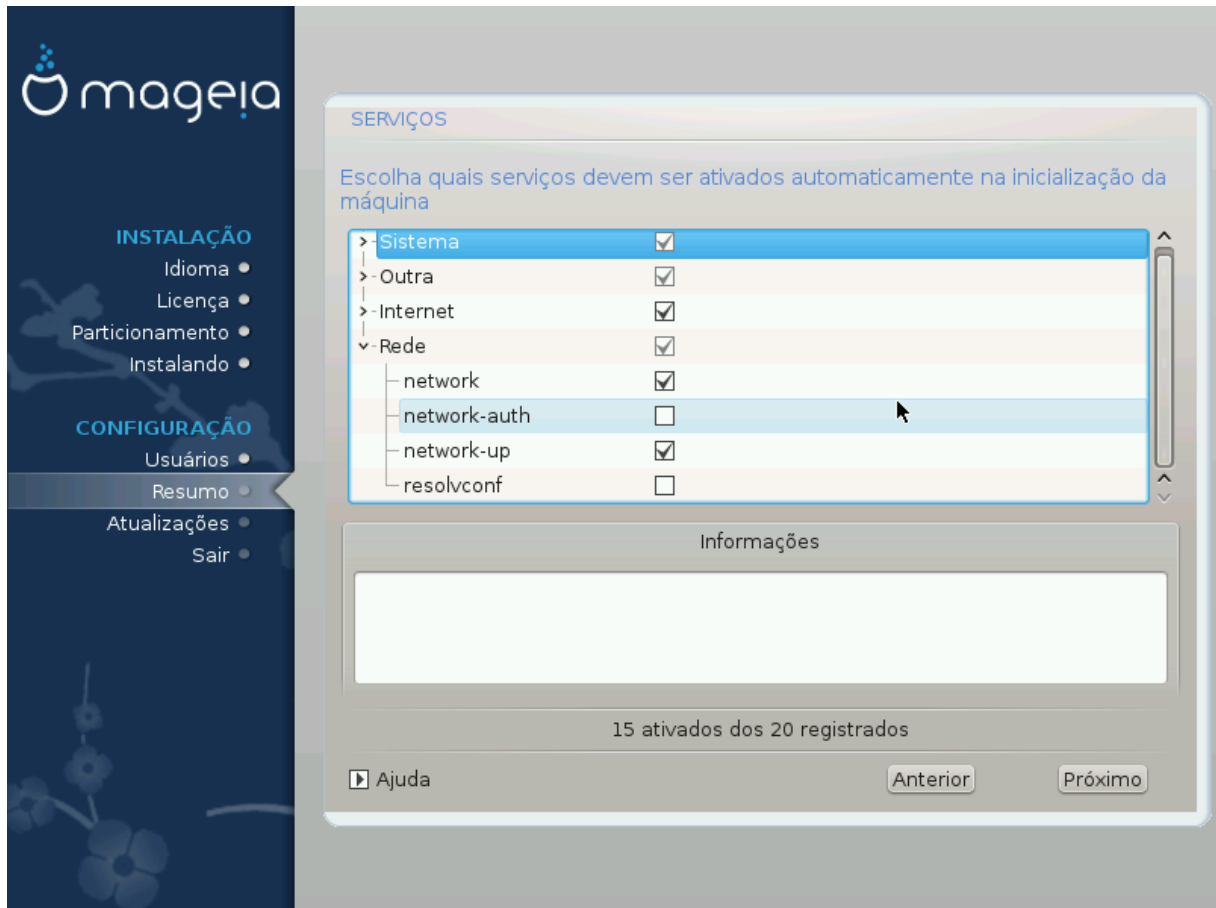 mageia
INSTALAÇÃO
Idioma
Licença
Particionamento
Instalando
CONFIGURAÇÃO
Usuários
Resumo
Atualizações
Sair
SERVIÇOS
Escolha quais serviços devem ser ativados automaticamente na inicialização da
máquina
Sistema
Outra
Internet
Rede
network
network-auth
network-up
resolvconf
Informações
15 ativados dos 20 registrados
Ajuda
Anterior
Próximo